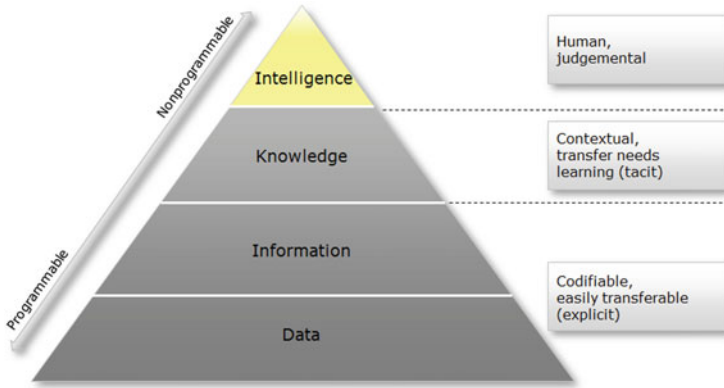 Nonprogrammable
Programmable
Intelligence
Knowledge
Information
Data
Human,
judgemental
Contextual,
transfer needs
learning (tacit)
Codifiable,
easily transferable
(explicit)